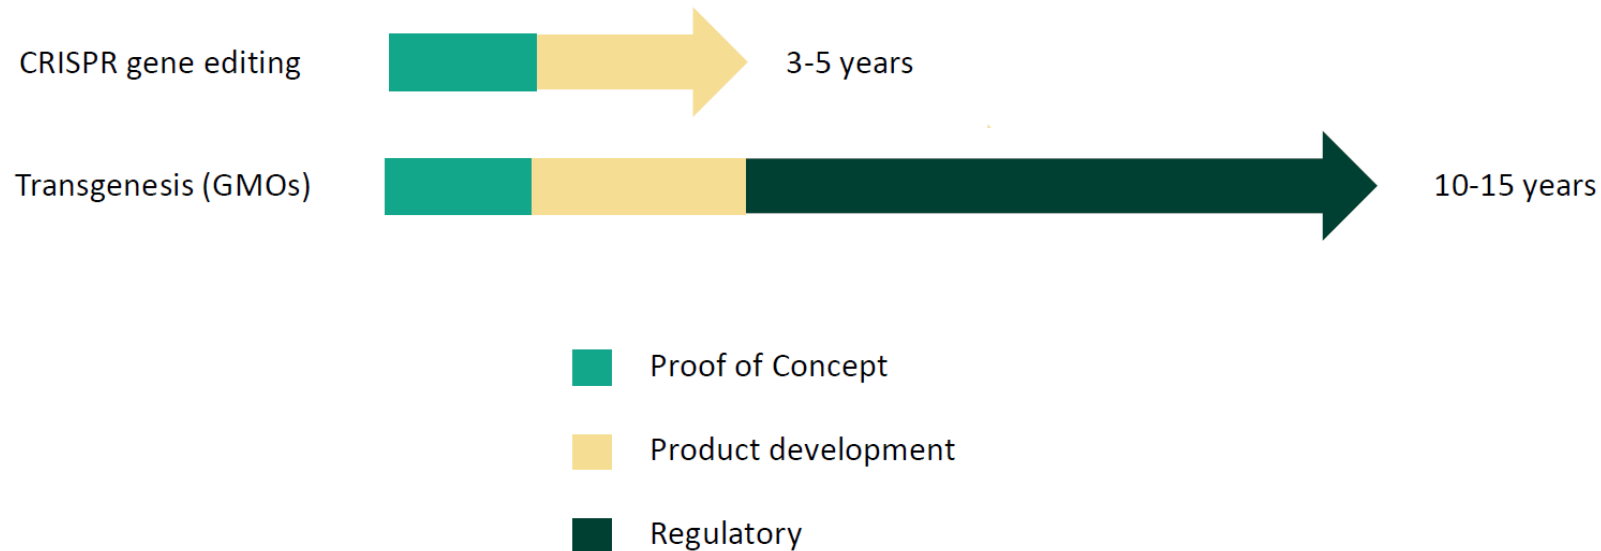 CRISPR gene editing
3-5 years
Transgenesis (GMOs)
10-15 years
Proof of Concept
Product development
Regulatory